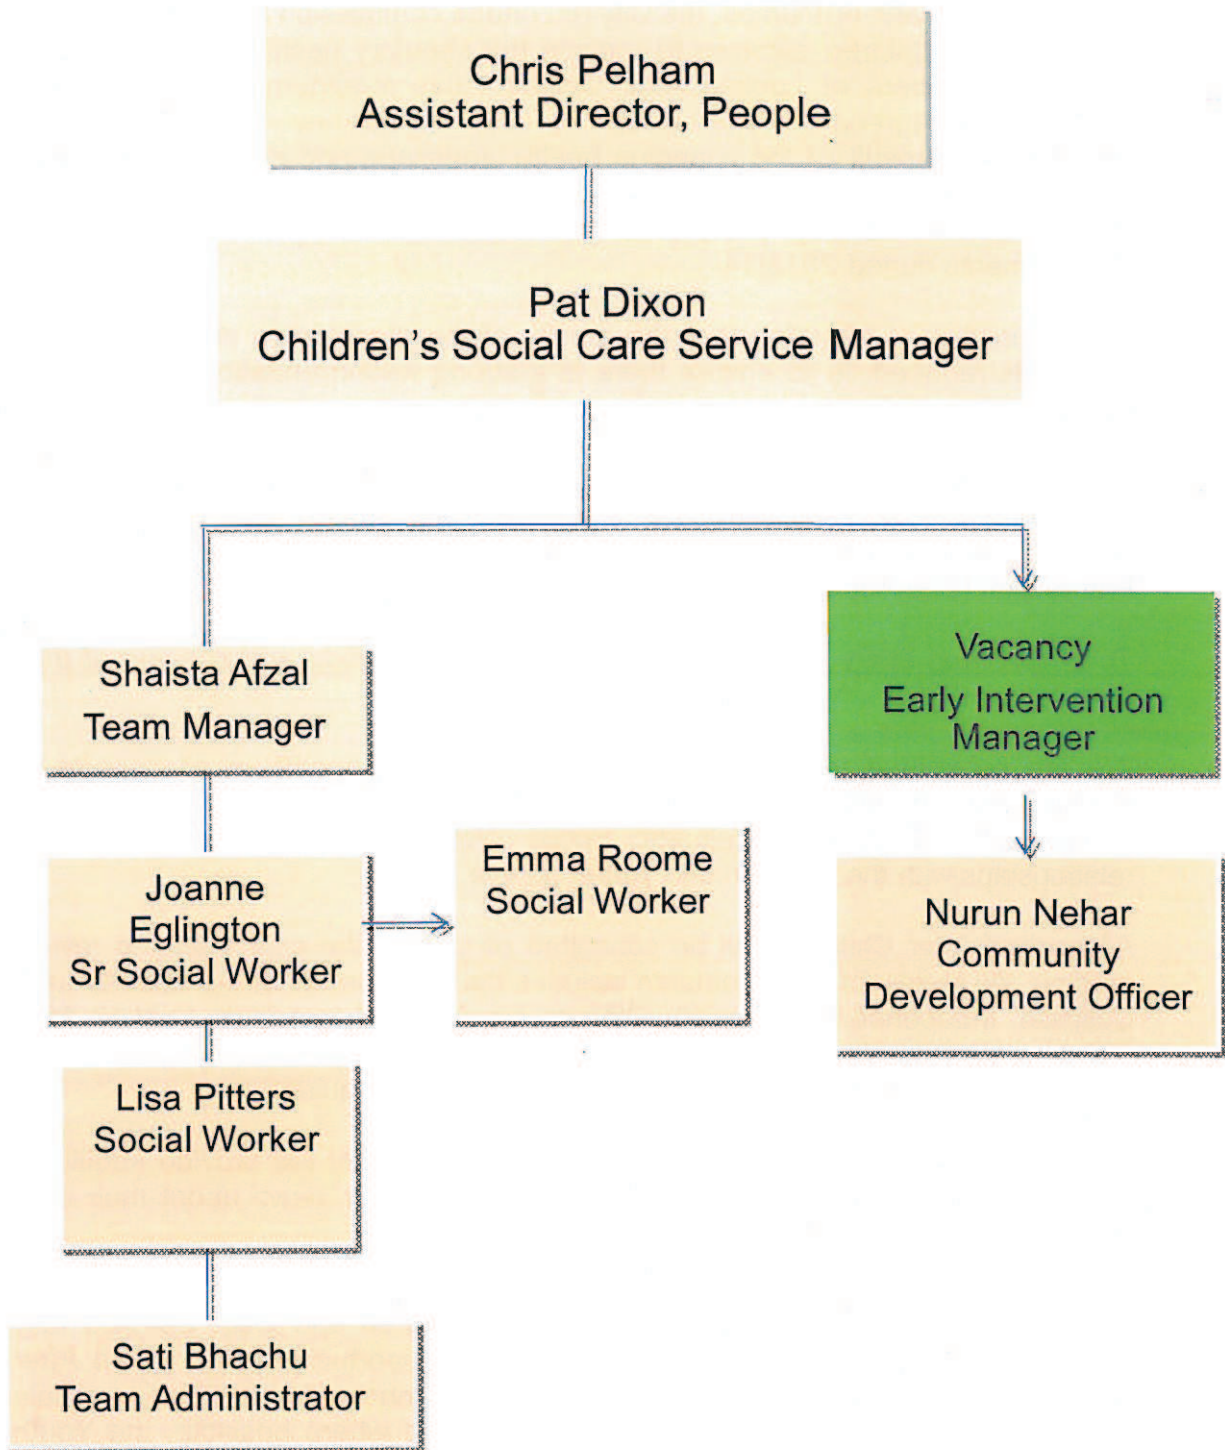 Chris Pelham
Assistant Director, People
Pat Dixon
Children's Social Care Service Manager
Shaista Afzal
Team Manager
Vacancy
Early Intervention
Manager
Joanne
Eglington
Sr Social Worker
Emma Roome
Social Worker
Nurun Nehar
Community
Development Officer
Lisa Pitters
Social Worker
Sati Bhachu
Team Administrator